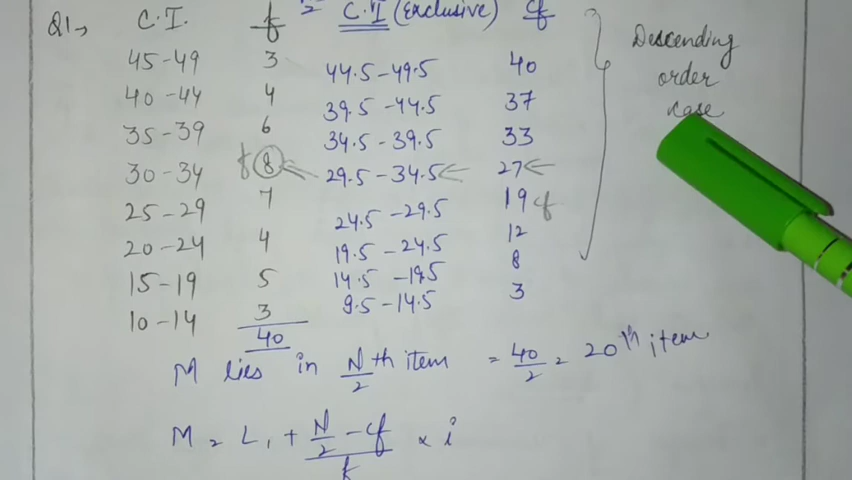 Q1→ C.I. f C.I (Exclusive) cf
45-49 3 44.5-49.5 40 Descending
40-44 4 39.5-44.5 37 order
35-39 6 34.5-39.5 33 case
30-34 f 8 29.5-34.5← 27←
25-29 7 24.5-29.5 19 cf
20-24 4 19.5-24.5 12
15-19 5 14.5-19.5 8
10-14 3 9.5-14.5 3
40
M lies in N/2 th item = 40/2 = 20th item
M = L1 + N/2 - cf / f × i